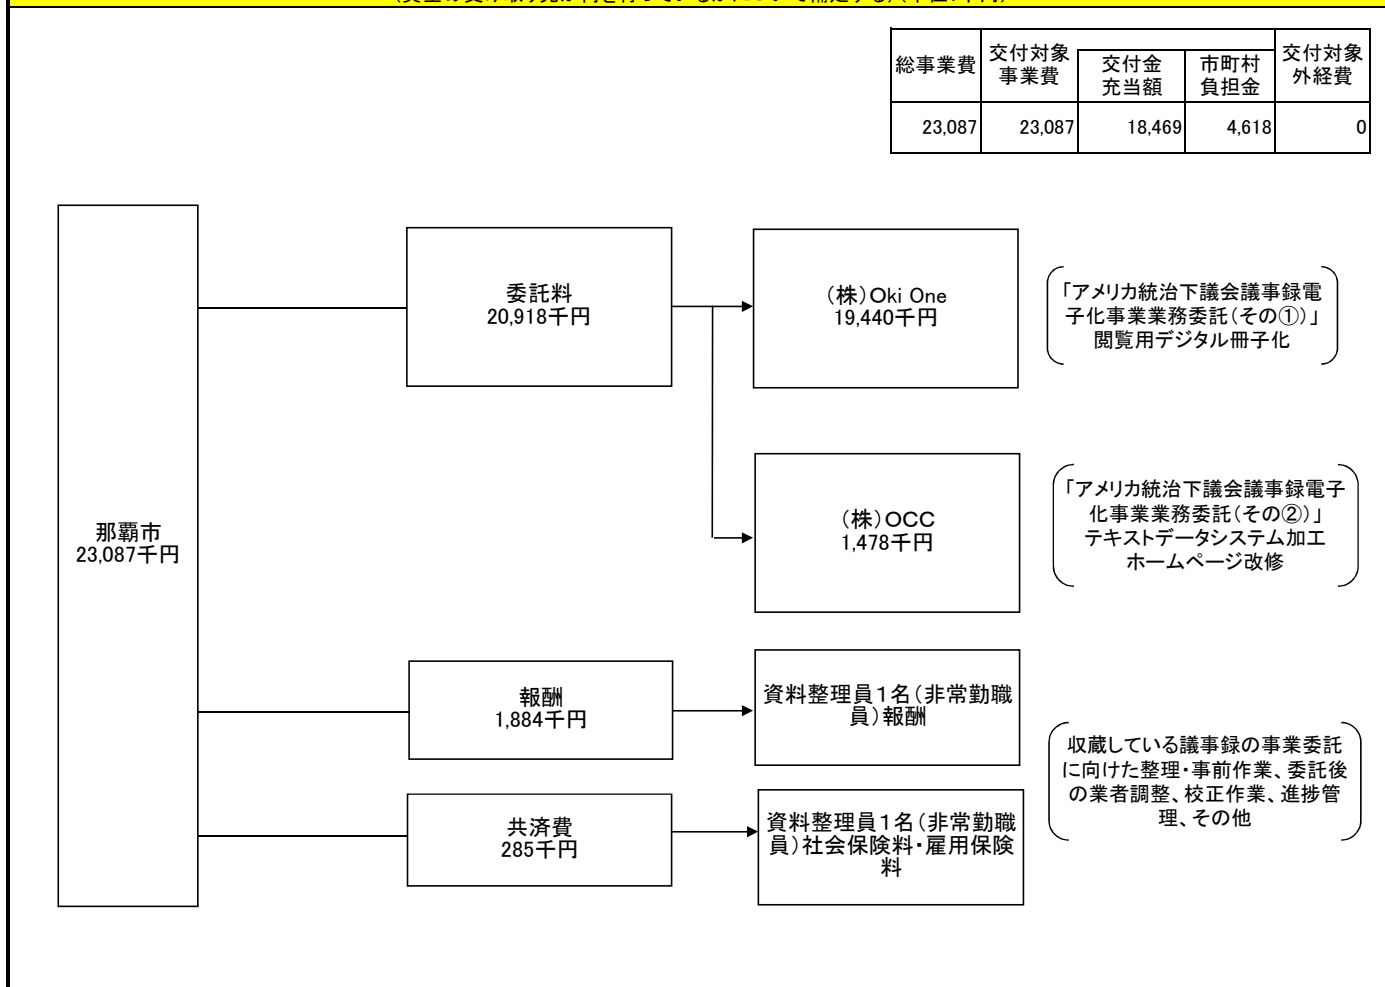 総事業費
交付対象
事業費
交付金
充当額
市町村
負担金
交付対象
外経費
23,087
23,087
18,469
4,618
0
那覇市
23,087千円
委託料
20,918千円
(株)Oki One
19,440千円
「アメリカ統治下議会議事録電
子化事業業務委託(その①)」
閲覧用デジタル冊子化
(株)OCC
1,478千円
「アメリカ統治下議会議事録電子
化事業業務委託(その②)」
テキストデータシステム加工
ホームページ改修
報酬
1,884千円
資料整理員1名(非常勤職
員)報酬
共済費
285千円
資料整理員1名(非常勤職
員)社会保険料・雇用保険
料
収蔵している議事録の事業委託
に向けた整理・事前作業、委託後
の業者調整、校正作業、進捗管
理、その他